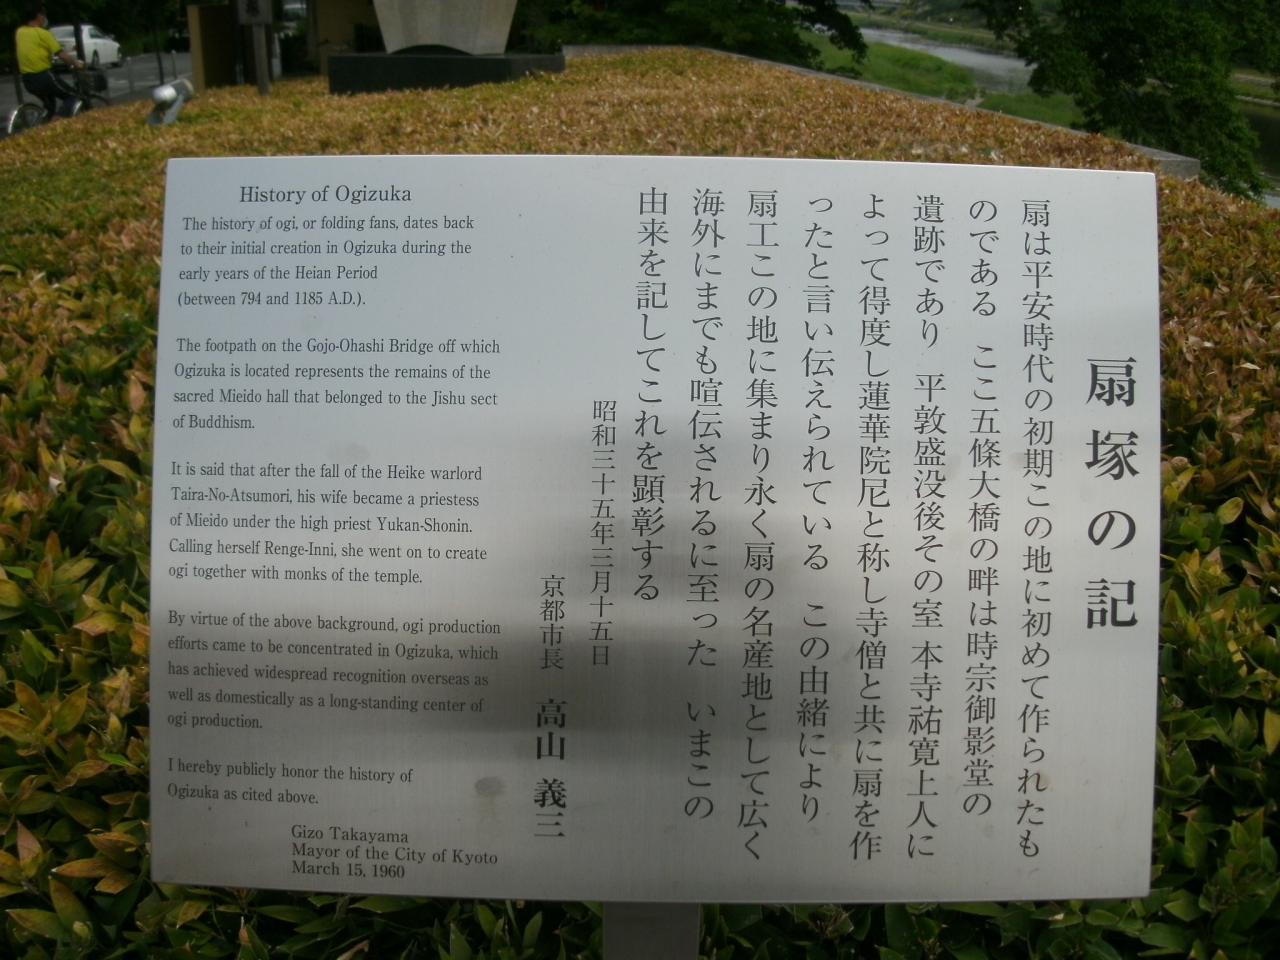 History of Ogizuka
The history of ogi, or folding fans, dates back
to their initial creation in Ogizuka during the
early years of the Heian Period
(between 794 and 1185 A.D.).
The footpath on the Gojo-Ohashi Bridge off which
Ogizuka is located represents the remains of the
sacred Mieido hall that belonged to the Jishu sect
of Buddhism.
It is said that after the fall of the Heike warlord
Taira-No-Atsumori, his wife became a priestess
of Mieido under the high priest Yukan-Shonin.
Calling herself Renge-Inni, she went on to create
ogi together with monks of the temple.
By virtue of the above background, ogi production
efforts came to be concentrated in Ogizuka, which
has achieved widespread recognition overseas as
well as domestically as a long-standing center of
ogi production.
I hereby publicly honor the history of
Ogizuka as cited above.
Gizo Takayama
Mayor of the City of Kyoto
March 15, 1960
扇塚の記
扇は平安時代の初期この地に初めて作られたも
のである ここ五條大橋の畔は時宗御影堂の
遺跡であり 平敦盛没後その室 本寺祐寛上人に
よって得度し蓮華院尼と称し寺僧と共に扇を作
ったと言い伝えられている この由緒により
扇工この地に集まり永く扇の名産地として広く
海外にまでも喧伝されるに至った いまこの
由来を記してこれを顕彰する
昭和三十五年三月十五日
京都市長 高山 義三